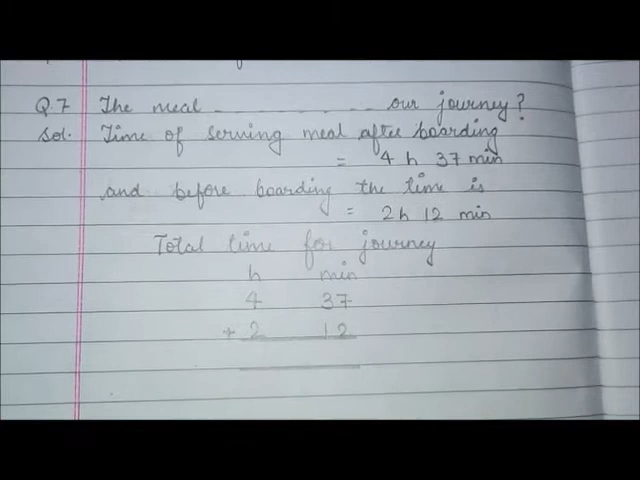 Q.7 The meal _ _ _ _ _ _ _ our journey?
Sol. Time of serving meal after boarding
= 4 h 37 min
and before boarding the time is
= 2h 12 min
Total time for journey
h min
4 37
+ 2 12